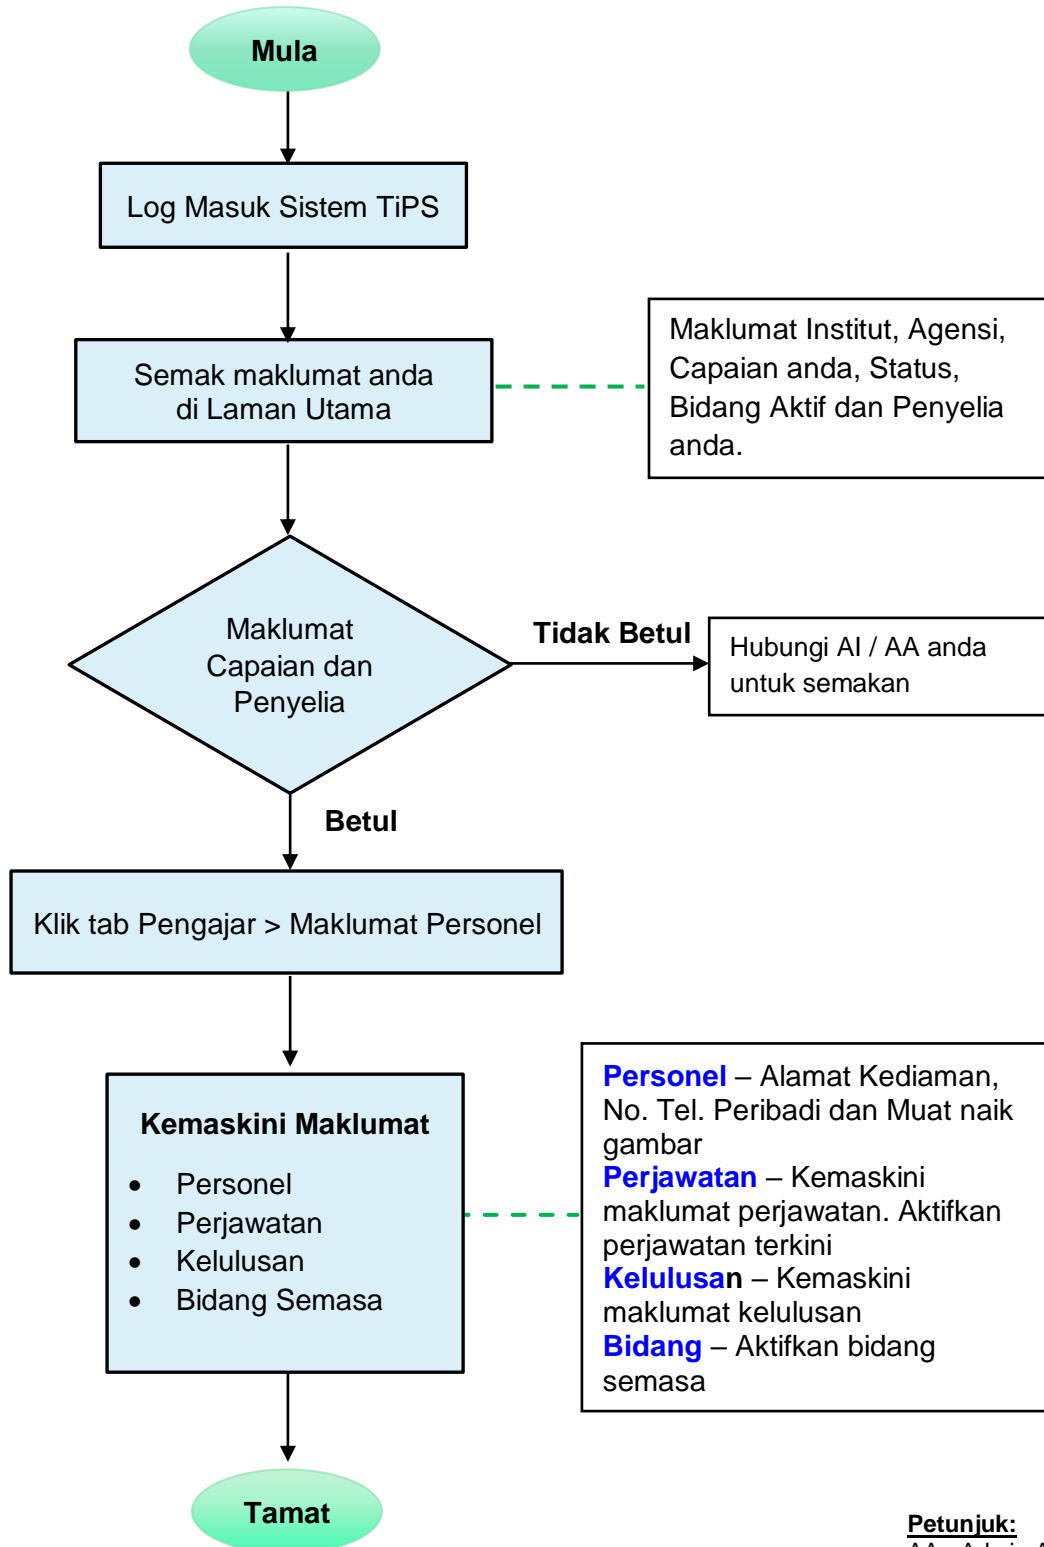 Mula
Log Masuk Sistem TiPS
Semak maklumat anda
di Laman Utama
Maklumat Institut, Agensi,
Capaian anda, Status,
Bidang Aktif dan Penyelia
anda.
Maklumat
Capaian dan
Penyelia
Tidak Betul
Hubungi AI / AA anda
untuk semakan
Betul
Klik tab Pengajar > Maklumat Personel
Kemaskini Maklumat
• Personel
• Perjawatan
• Kelulusan
• Bidang Semasa
Personel – Alamat Kediaman,
No. Tel. Peribadi dan Muat naik
gambar
Perjawatan – Kemaskini
maklumat perjawatan. Aktifkan
perjawatan terkini
Kelulusan – Kemaskini
maklumat kelulusan
Bidang – Aktifkan bidang
semasa
Tamat
Petunjuk: